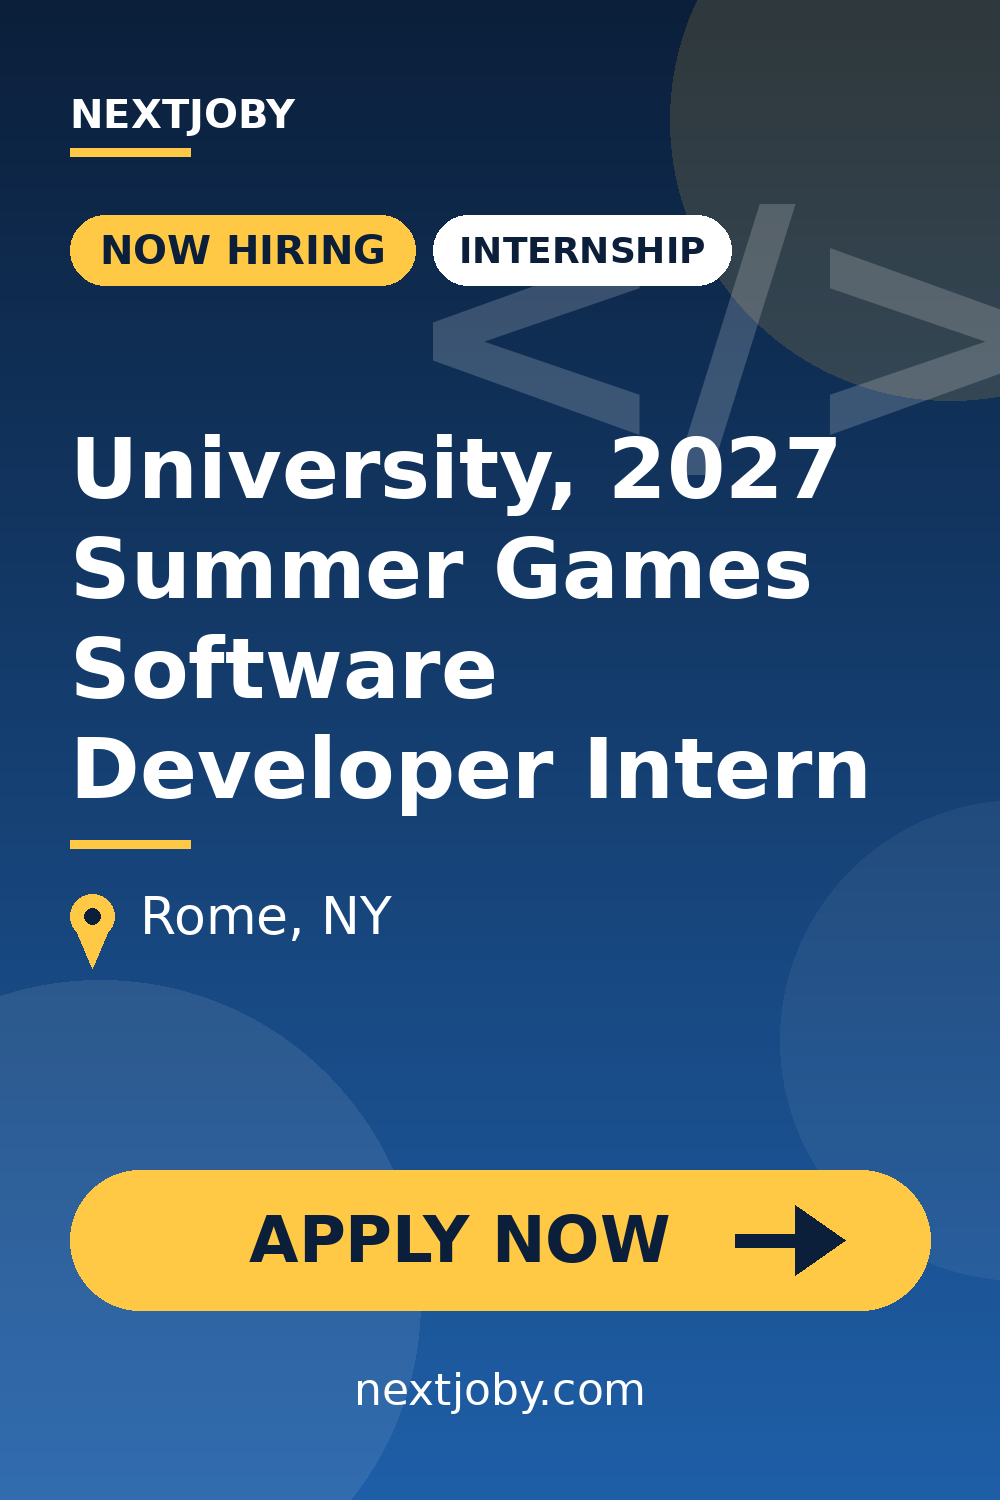 NEXTJOBY
NOW HIRING
INTERNSHIP
</>
University, 2027
Summer Games
Software
Developer Intern
Rome, NY
APPLY NOW
nextjoby.com